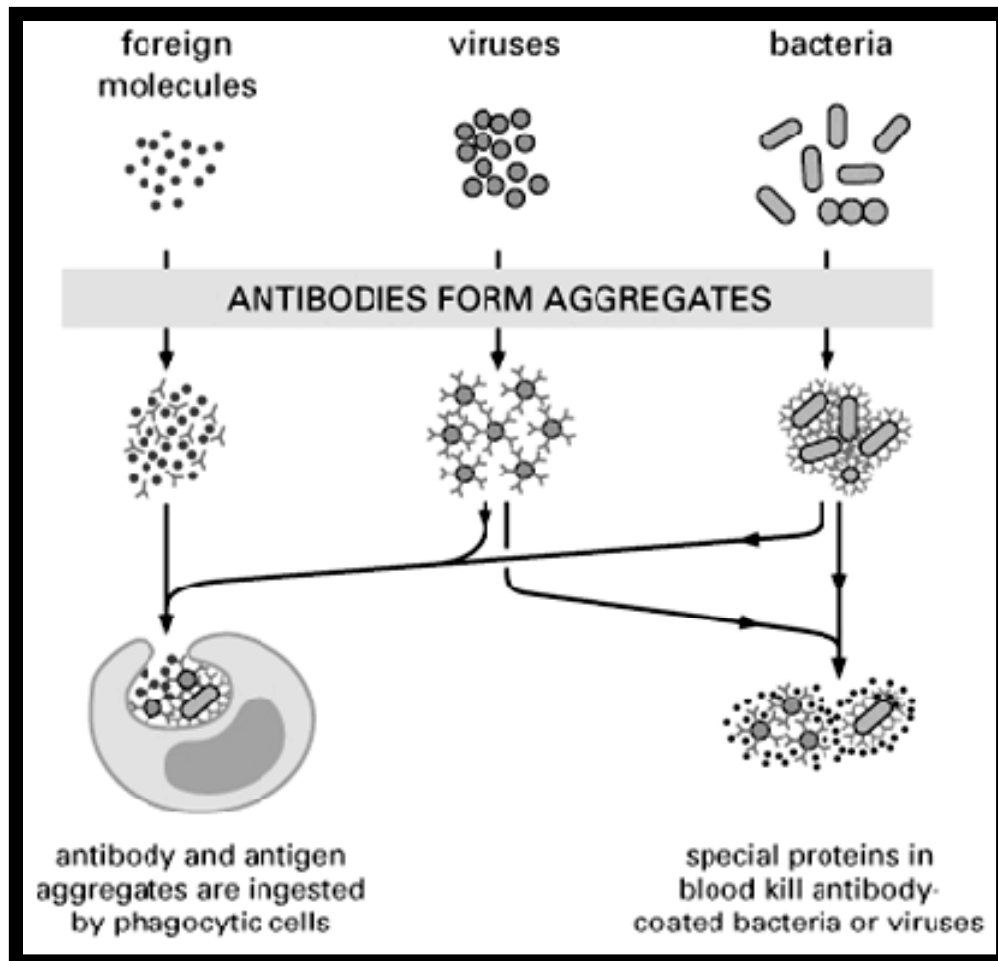 foreign
molecules
viruses
bacteria
ANTIBODIES FORM AGGREGATES
antibody and antigen
aggregates are ingested
by phagocytic cells
special proteins in
blood kill antibody-
coated bacteria or viruses